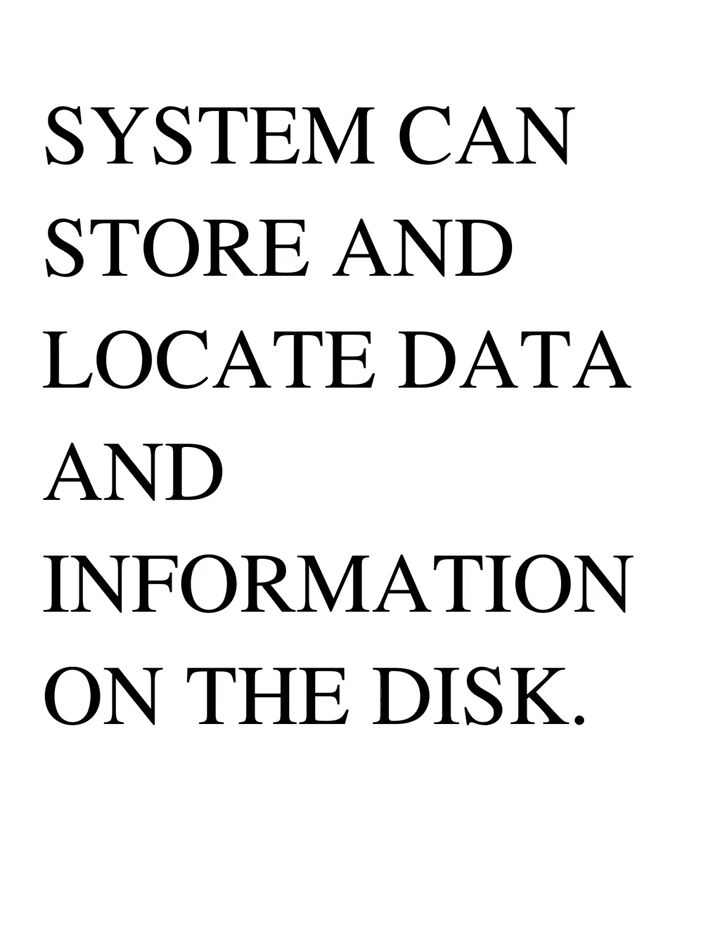 SYSTEM CAN
STORE AND
LOCATE DATA
AND
INFORMATION
ON THE DISK.